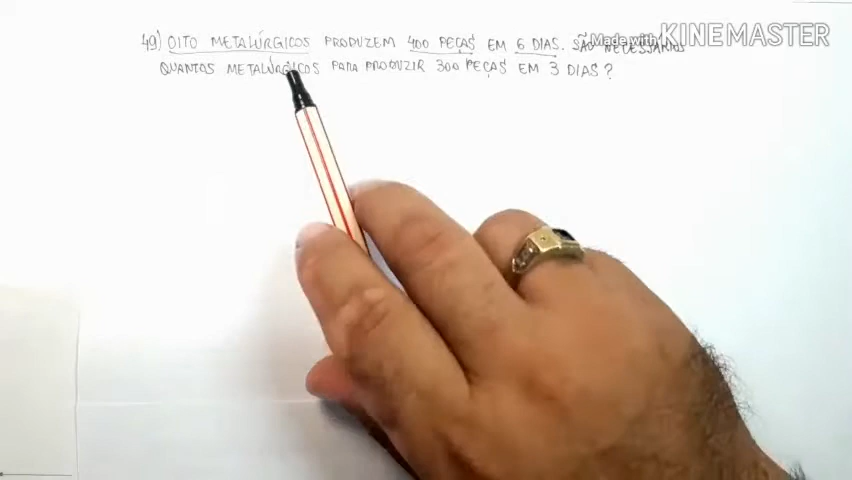 49) OITO METALÚRGICOS PRODUZEM 400 PEÇAS EM 6 DIAS. SÃO NECESSÁRIOS
QUANTOS METALÚRGICOS PARA PRODUZIR 300 PEÇAS EM 3 DIAS?
Made with KINEMASTER